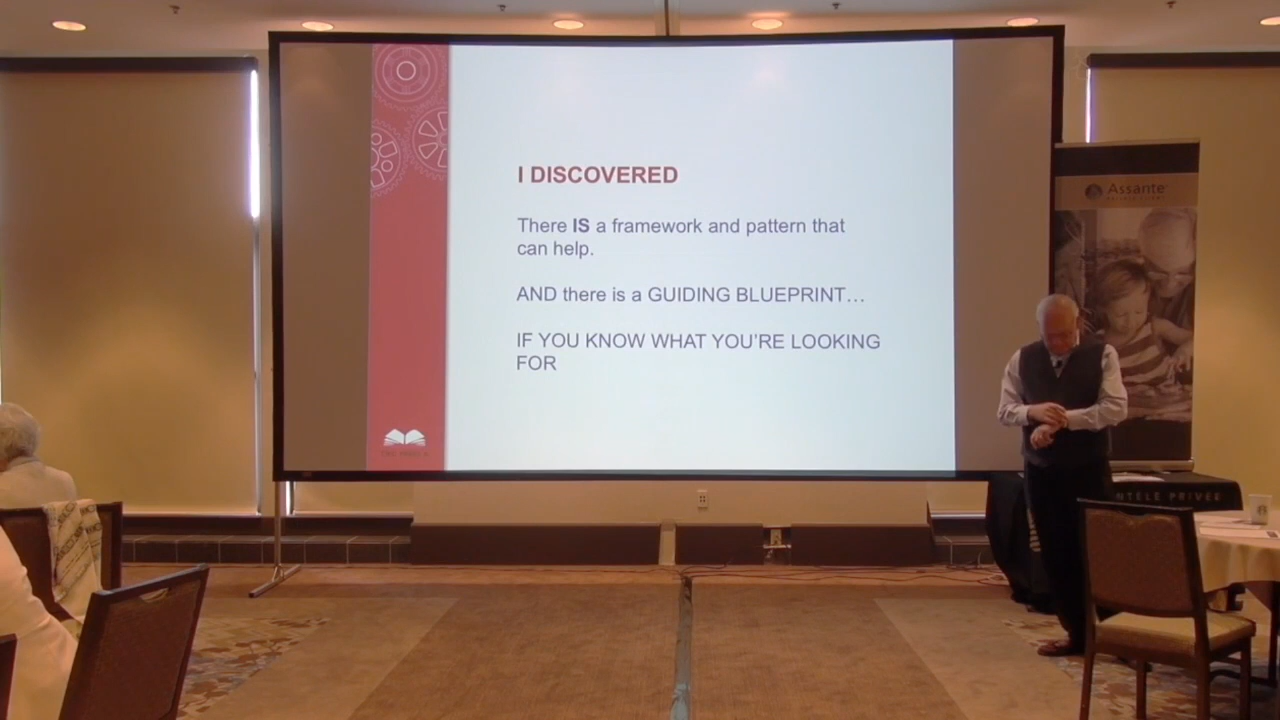 I DISCOVERED
There IS a framework and pattern that
can help.
AND there is a GUIDING BLUEPRINT…
IF YOU KNOW WHAT YOU'RE LOOKING
FOR
Assante